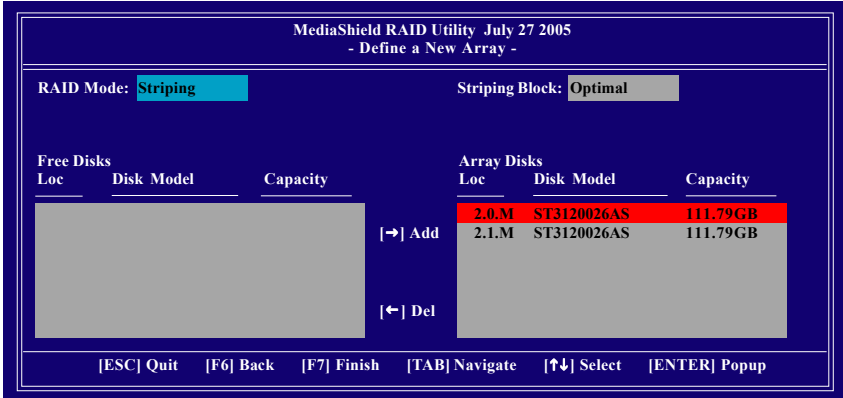 MediaShield RAID Utility July 27 2005
- Define a New Array -
RAID Mode: Striping
Striping Block: Optimal
Free Disks
Loc Disk Model Capacity
[→] Add
[←] Del
Array Disks
Loc Disk Model Capacity
2.0.M ST3120026AS 111.79GB
2.1.M ST3120026AS 111.79GB
[ESC] Quit [F6] Back [F7] Finish [TAB] Navigate [↑↓] Select [ENTER] Popup